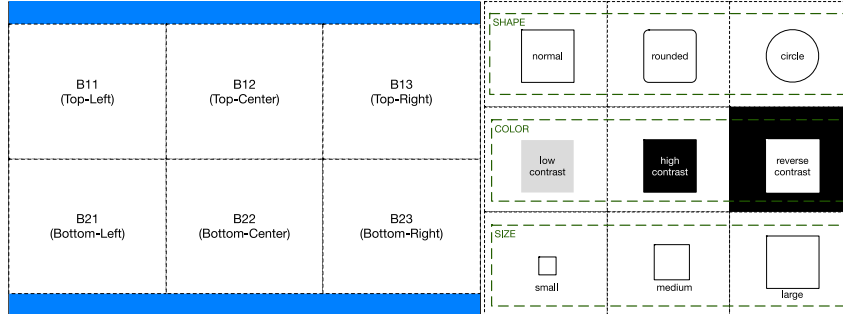 B11
(Top-Left)
B12
(Top-Center)
B13
(Top-Right)
B21
(Bottom-Left)
B22
(Bottom-Center)
B23
(Bottom-Right)
SHAPE
normal
rounded
circle
COLOR
low
contrast
high
contrast
reverse
contrast
SIZE
small
medium
large